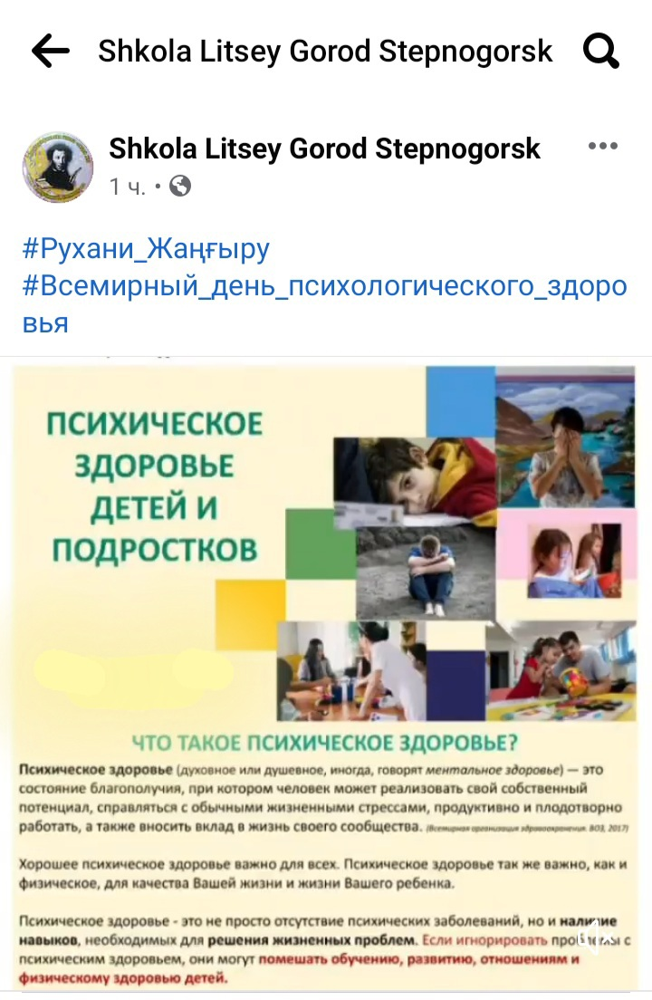 Shkola Litsey Gorod Stepnogorsk
Shkola Litsey Gorod Stepnogorsk
1 ч.
#Рухани_Жаңғыру
#Всемирный_день_психологического_здоро
вья
ПСИХИЧЕСКОЕ
ЗДОРОВЬЕ
ДЕТЕЙ И
ПОДРОСТКОВ
ЧТО ТАКОЕ ПСИХИЧЕСКОЕ ЗДОРОВЬЕ?
Психическое здоровье (духовное или душевное, иногда, говорят ментальное здоровье) — это
состояние благополучия, при котором человек может реализовать свой собственный
потенциал, справляться с обычными жизненными стрессами, продуктивно и плодотворно
работать, а также вносить вклад в жизнь своего сообщества. (Всемирная организация здравоохранения. ВОЗ, 2017)
Хорошее психическое здоровье важно для всех. Психическое здоровье так же важно, как и
физическое, для качества Вашей жизни и жизни Вашего ребенка.
Психическое здоровье - это не просто отсутствие психических заболеваний, но и наличие
навыков, необходимых для решения жизненных проблем. Если игнорировать проблемы с
психическим здоровьем, они могут помешать обучению, развитию, отношениям и
физическому здоровью детей.